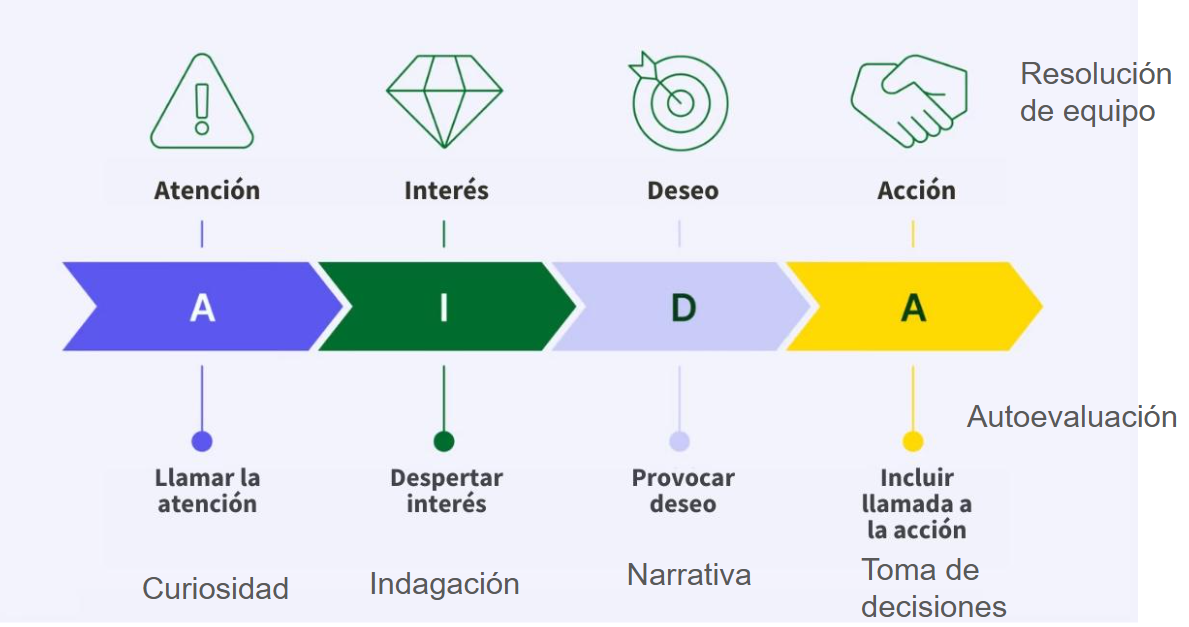 Resolución
de equipo
Atención
Interés
Deseo
Acción
A
I
D
A
Autoevaluación
Llamar la
atención
Despertar
interés
Provocar
deseo
Incluir
llamada a
la acción
Curiosidad
Indagación
Narrativa
Toma de
decisiones